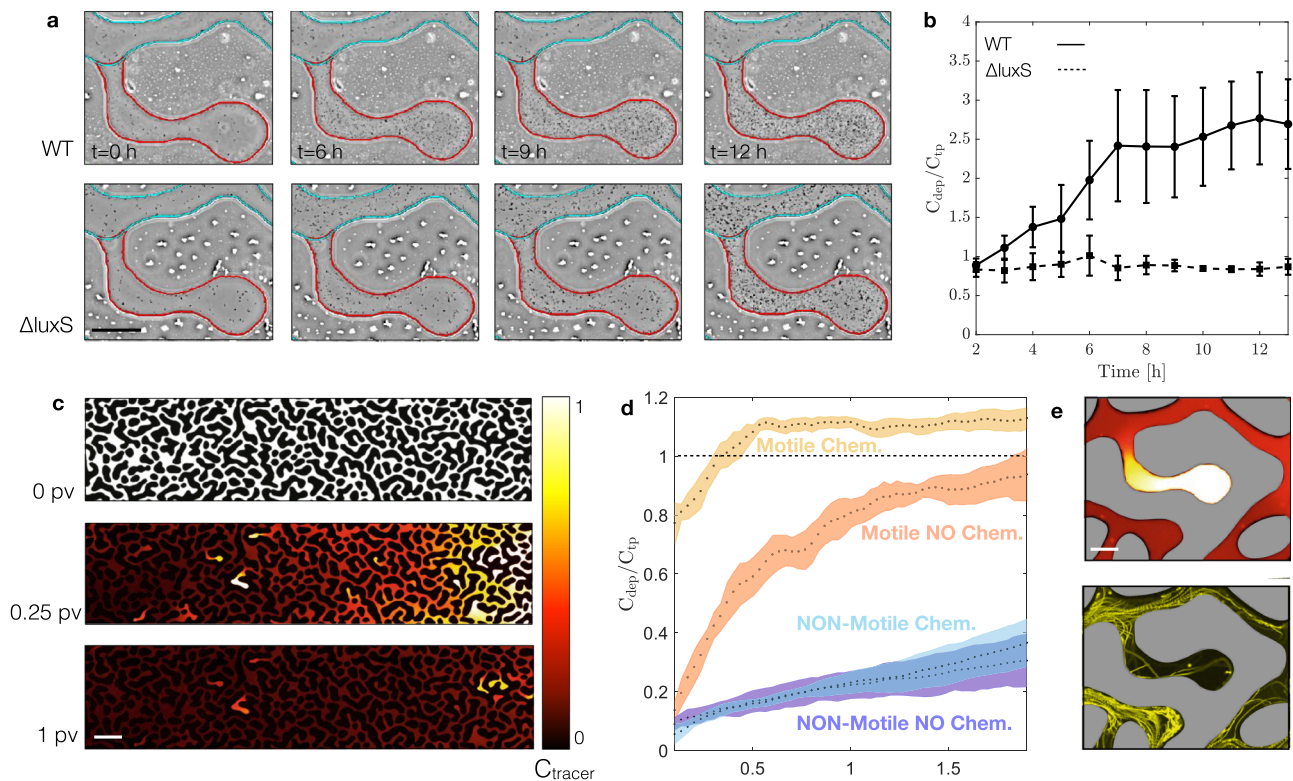 a
WT
t=0 h
t=6 h
t=9 h
t=12 h
ΔluxS
b
WT
ΔluxS
4
3.5
3
2.5
2
1.5
1
0.5
0
C_dep/C_tp
2
4
6
8
10
12
Time [h]
c
0 pv
0.25 pv
1 pv
1
0
C_tracer
d
1.2
1
0.8
0.6
0.4
0.2
0
C_dep/C_tp
Motile Chem.
Motile NO Chem.
NON-Motile Chem.
NON-Motile NO Chem.
0.5
1
1.5
e